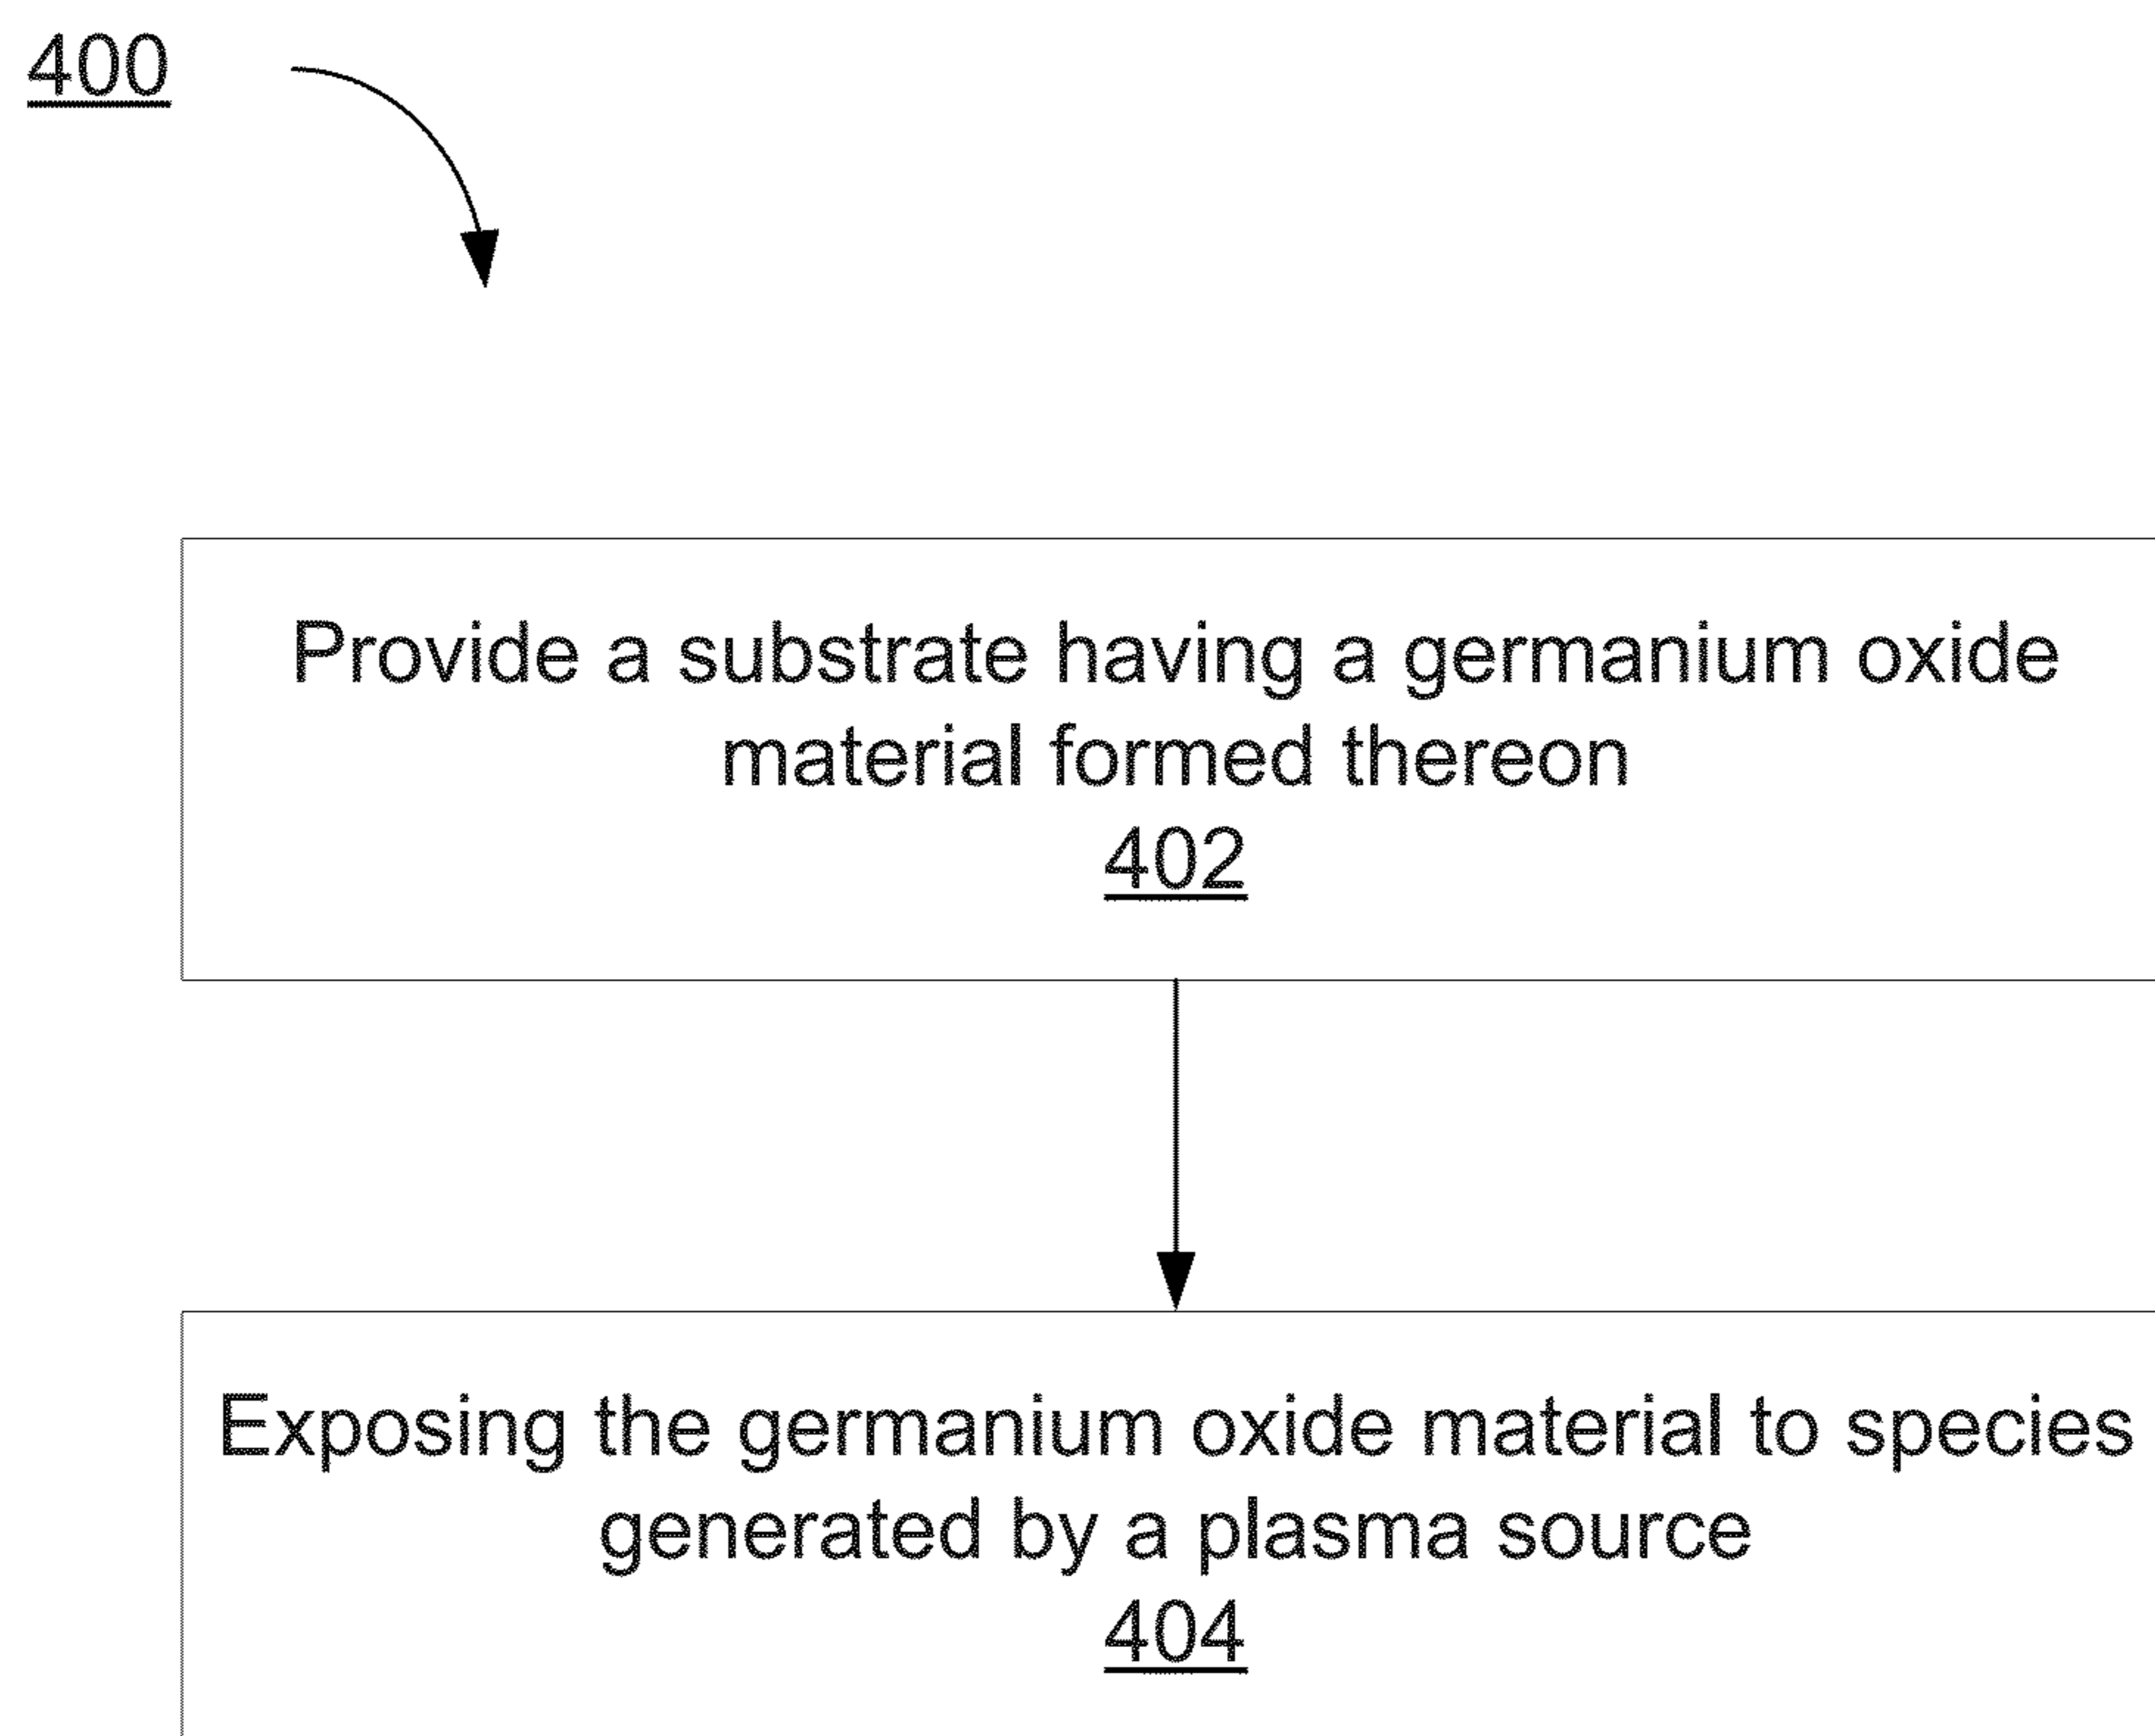 400
Provide a substrate having a germanium oxide
material formed thereon
402
Exposing the germanium oxide material to species
generated by a plasma source
404